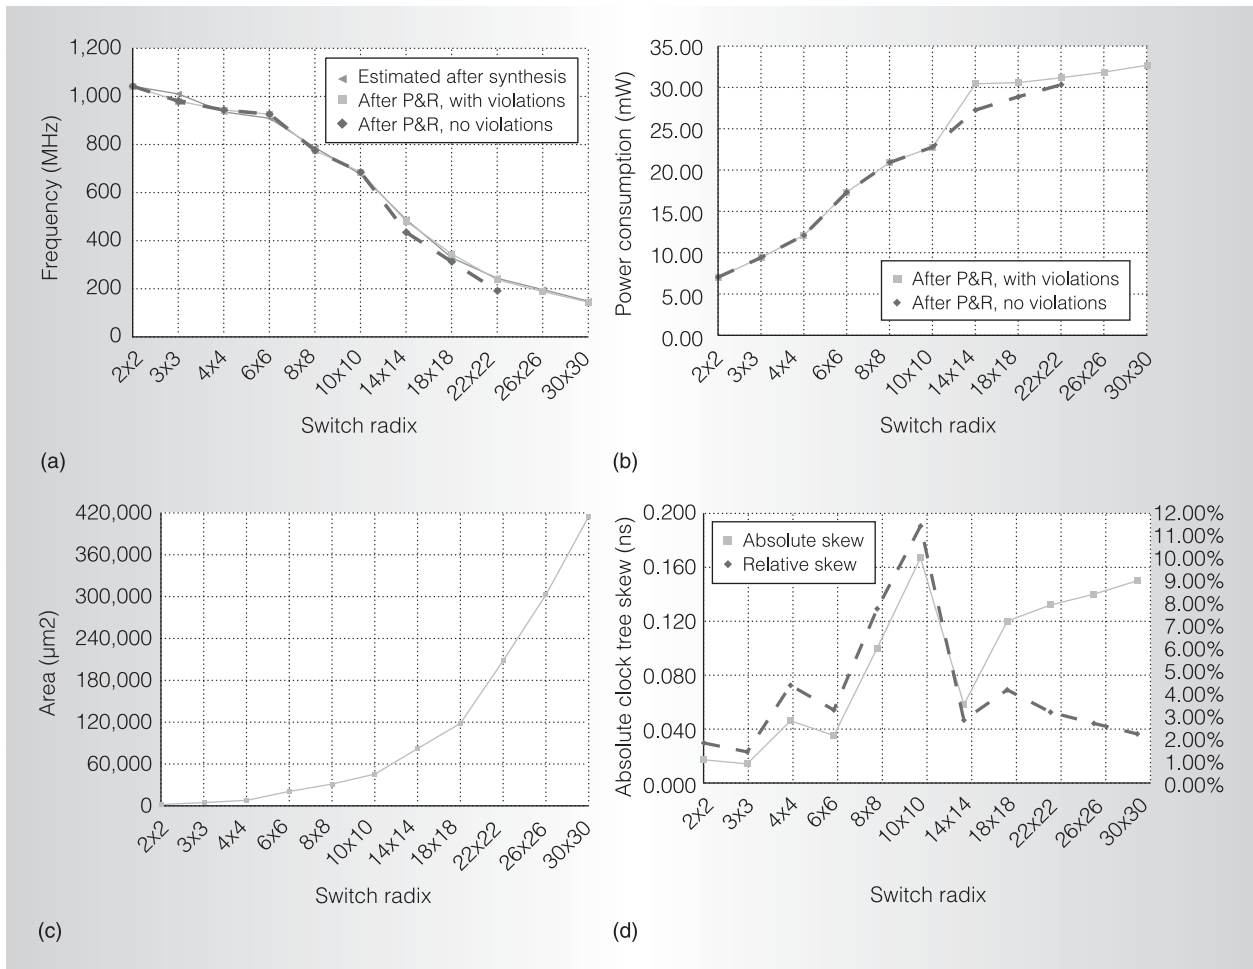 1,200
1,000
800
600
400
200
0
Frequency (MHz)
Estimated after synthesis
After P&R, with violations
After P&R, no violations
2x2
3x3
4x4
6x6
8x8
10x10
14x14
18x18
22x22
26x26
30x30
Switch radix
(a)
35.00
30.00
25.00
20.00
15.00
10.00
5.00
0.00
Power consumption (mW)
After P&R, with violations
After P&R, no violations
2x2
3x3
4x4
6x6
8x8
10x10
14x14
18x18
22x22
26x26
30x30
Switch radix
(b)
420,000
360,000
300,000
240,000
180,000
120,000
60,000
0
Area (µm2)
2x2
3x3
4x4
6x6
8x8
10x10
14x14
18x18
22x22
26x26
30x30
Switch radix
(c)
0.200
0.160
0.120
0.080
0.040
0.000
Absolute clock tree skew (ns)
Absolute skew
Relative skew
12.00%
11.00%
10.00%
9.00%
8.00%
7.00%
6.00%
5.00%
4.00%
3.00%
2.00%
1.00%
0.00%
2x2
3x3
4x4
6x6
8x8
10x10
14x14
18x18
22x22
26x26
30x30
Switch radix
(d)